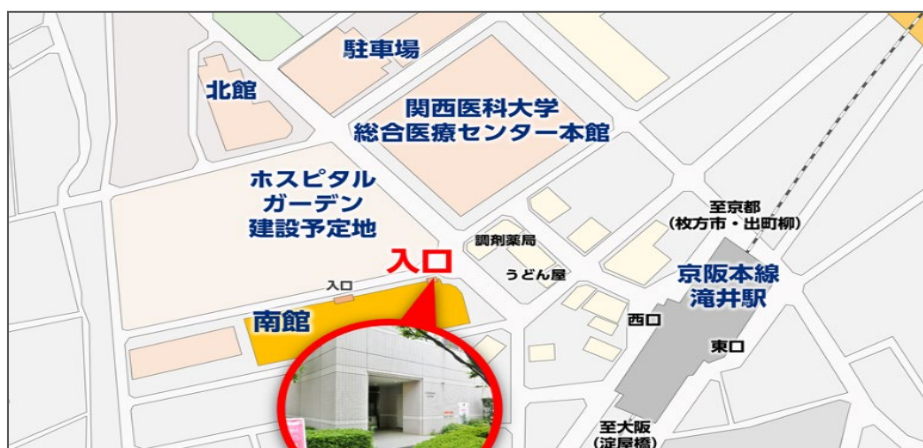 駐車場
北館
関西医科大学
総合医療センター本館
ホスピタル
ガーデン
建設予定地
至京都
(枚方市・出町柳)
調剤薬局
入口
うどん屋
京阪本線
滝井駅
入口
南館
西口
東口
至大阪
(淀屋橋)